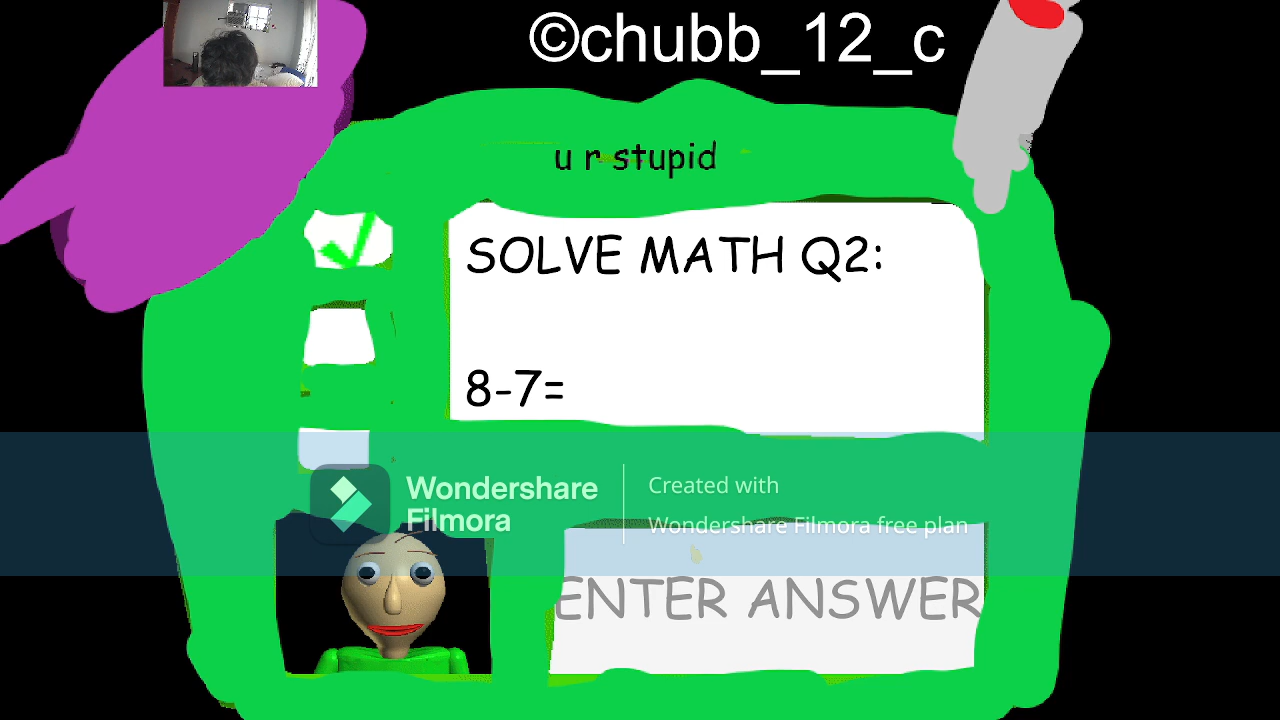 ©chubb_12_c
u r stupid
SOLVE MATH Q2:
8-7=
Wondershare
Filmora
Created with
Wondershare Filmora free plan
ENTER ANSWER